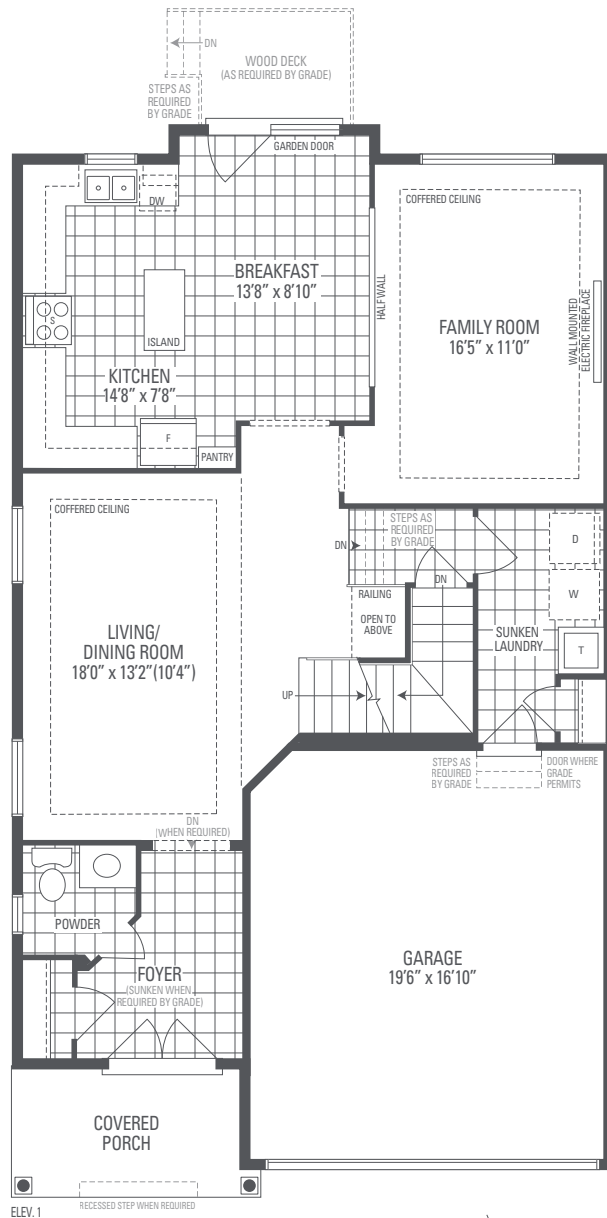 DN
WOOD DECK
(AS REQUIRED BY GRADE)
STEPS AS
REQUIRED
BY GRADE
GARDEN DOOR
DW
COFFERED CEILING
BREAKFAST
13'8" x 8'10"
HALF WALL
FAMILY ROOM
16'5" x 11'0"
WALL MOUNTED
ELECTRIC FIREPLACE
S
ISLAND
KITCHEN
14'8" x 7'8"
F
PANTRY
COFFERED CEILING
STEPS AS
REQUIRED
BY GRADE
DN
DN
D
RAILING
W
OPEN TO
ABOVE
LIVING/
DINING ROOM
18'0" x 13'2"(10'4")
SUNKEN
LAUNDRY
T
UP
STEPS AS
REQUIRED
BY GRADE
DOOR WHERE
GRADE
PERMITS
DN
(WHEN REQUIRED)
POWDER
FOYER
(SUNKEN WHEN
REQUIRED BY GRADE)
GARAGE
19'6" x 16'10"
COVERED
PORCH
RECESSED STEP WHEN REQUIRED
ELEV. 1